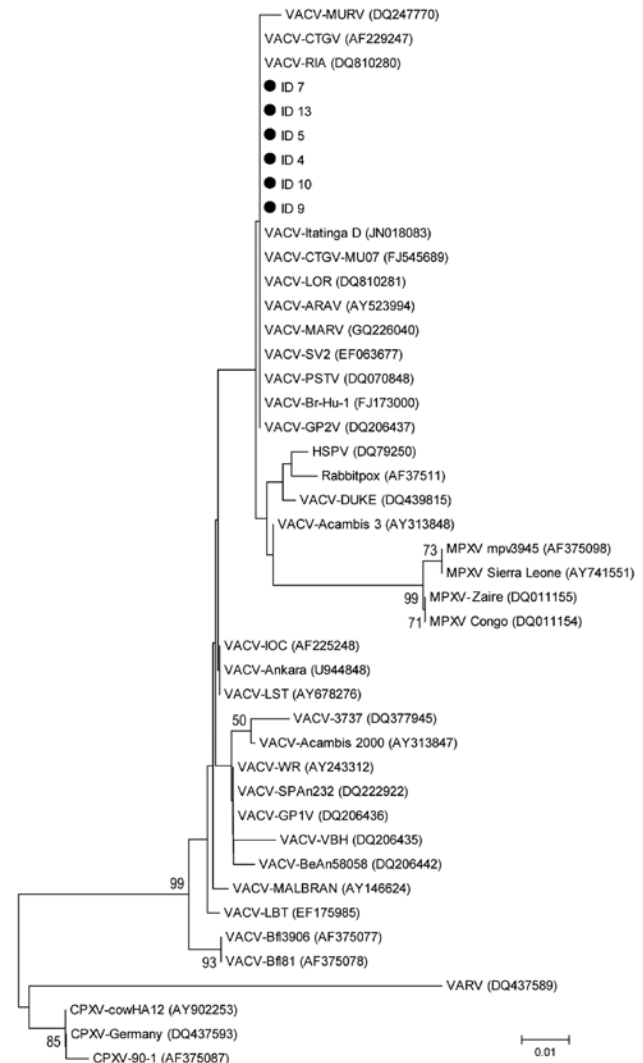 VACV-MURV (DQ247770)
VACV-CTGV (AF229247)
VACV-RIA (DQ810280)
ID 7
ID 13
ID 5
ID 4
ID 10
ID 9
VACV-Itatinga D (JN018083)
VACV-CTGV-MU07 (FJ545689)
VACV-LOR (DQ810281)
VACV-ARAV (AY523994)
VACV-MARV (GQ226040)
VACV-SV2 (EF063677)
VACV-PSTV (DQ070848)
VACV-Br-Hu-1 (FJ173000)
VACV-GP2V (DQ206437)
HSPV (DQ79250)
Rabbitpox (AF37511)
VACV-DUKE (DQ439815)
VACV-Acambis 3 (AY313848)
73 MPXV mpv3945 (AF375098)
MPXV Sierra Leone (AY741551)
99 MPXV-Zaire (DQ011155)
71 MPXV Congo (DQ011154)
VACV-IOC (AF225248)
VACV-Ankara (U944848)
VACV-LST (AY678276)
50 VACV-3737 (DQ377945)
VACV-Acambis 2000 (AY313847)
VACV-WR (AY243312)
VACV-SPAn232 (DQ222922)
VACV-GP1V (DQ206436)
VACV-VBH (DQ206435)
VACV-BeAn58058 (DQ206442)
99 VACV-MALBRAN (AY146624)
VACV-LBT (EF175985)
VACV-Bfl3906 (AF375077)
93 VACV-Bfl81 (AF375078)
VARV (DQ437589)
CPXV-cowHA12 (AY902253)
CPXV-Germany (DQ437593)
85 CPXV-90-1 (AF375087)
0.01